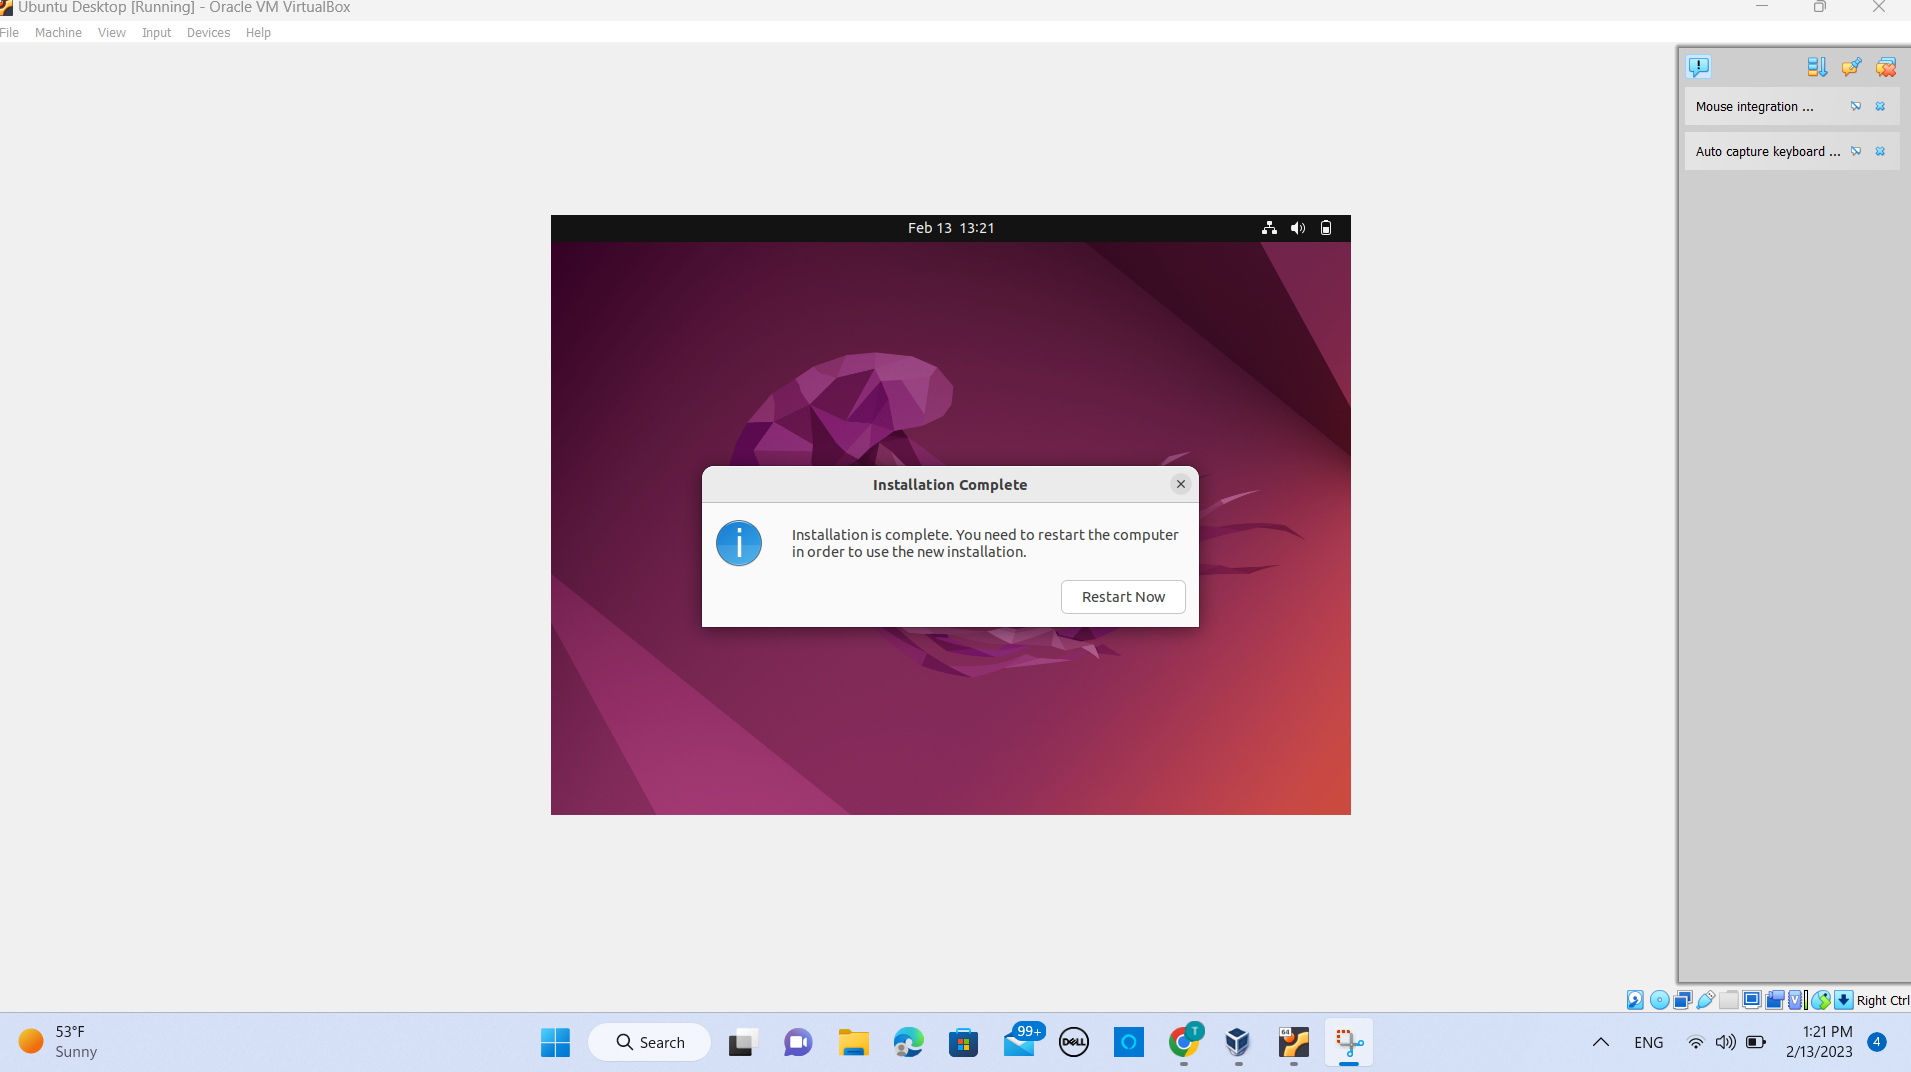 Ubuntu Desktop [Running] - Oracle VM VirtualBox
File Machine View Input Devices Help
Mouse integration ...
Auto capture keyboard ...
Feb 13 13:21
Installation Complete
Installation is complete. You need to restart the computer
in order to use the new installation.
Restart Now
Right Ctrl
53°F
Sunny
Search
99+
DELL
T
64
ENG
1:21 PM
2/13/2023
4